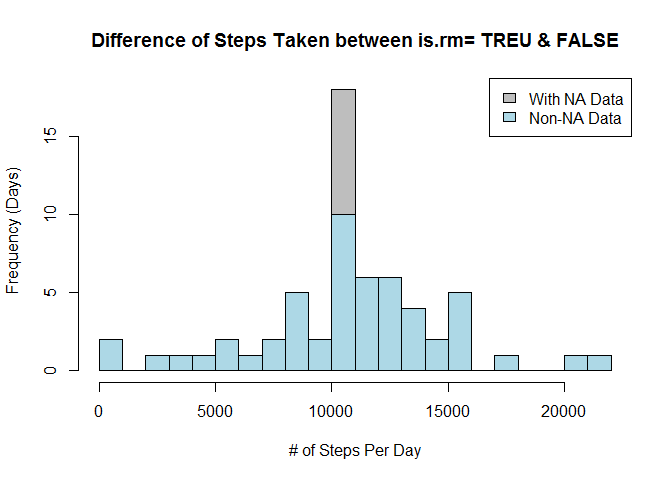 Difference of Steps Taken between is.rm= TREU & FALSE
With NA Data
Non-NA Data
Frequency (Days)
15
10
5
0
0 5000 10000 15000 20000
# of Steps Per Day